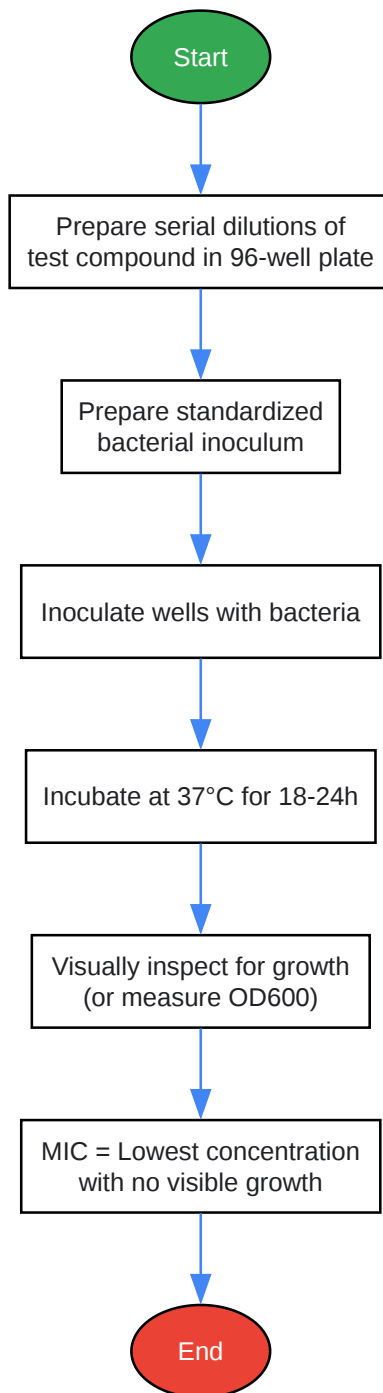 Start
Prepare serial dilutions of
test compound in 96-well plate
Prepare standardized
bacterial inoculum
Inoculate wells with bacteria
Incubate at 37°C for 18-24h
Visually inspect for growth
(or measure OD600)
MIC = Lowest concentration
with no visible growth
End